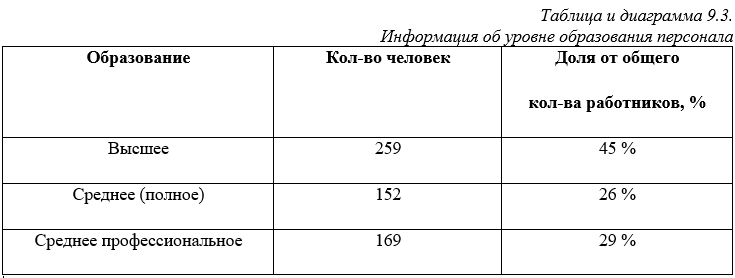 Таблица и диаграмма 9.3.
Информация об уровне образования персонала
Образование Кол-во человек Доля от общего
кол-ва работников, %
Высшее 259 45 %
Среднее (полное) 152 26 %
Среднее профессиональное 169 29 %